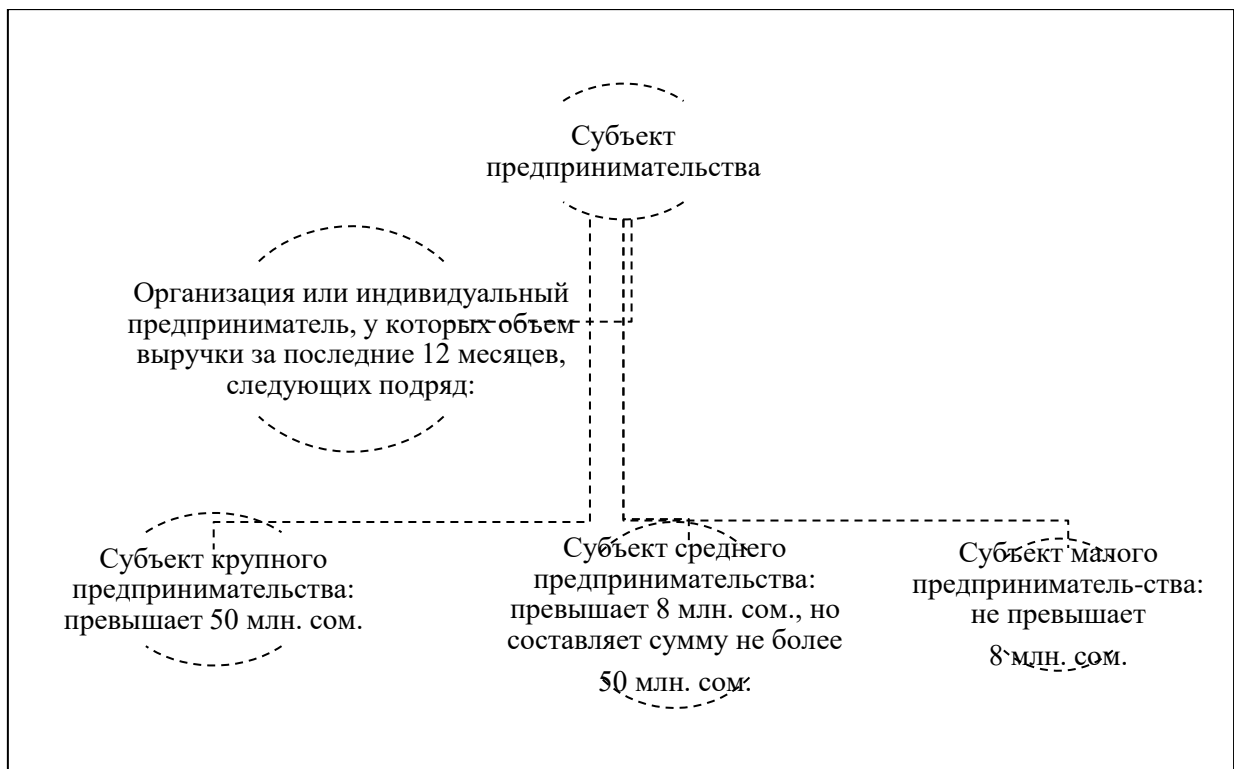 Субъект
предпринимательства
Организация или индивидуальный
предприниматель, у которых объем
выручки за последние 12 месяцев,
следующих подряд:
Субъект крупного
предпринимательства:
превышает 50 млн. сом.
Субъект среднего
предпринимательства:
превышает 8 млн. сом., но
составляет сумму не более
50 млн. сом.
Субъект малого
предприниматель-ства:
не превышает
8 млн. сом.